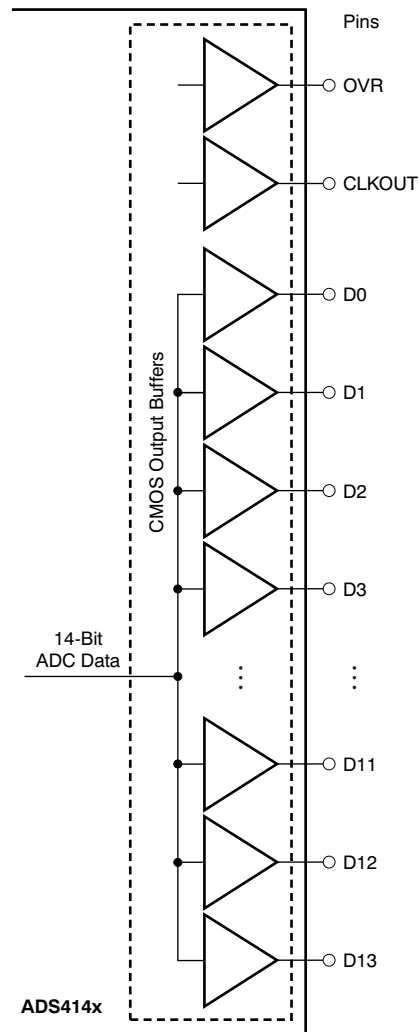 Pins
OVR
CLKOUT
D0
CMOS Output Buffers
D1
D2
D3
14-Bit
ADC Data
D11
D12
D13
ADS414x